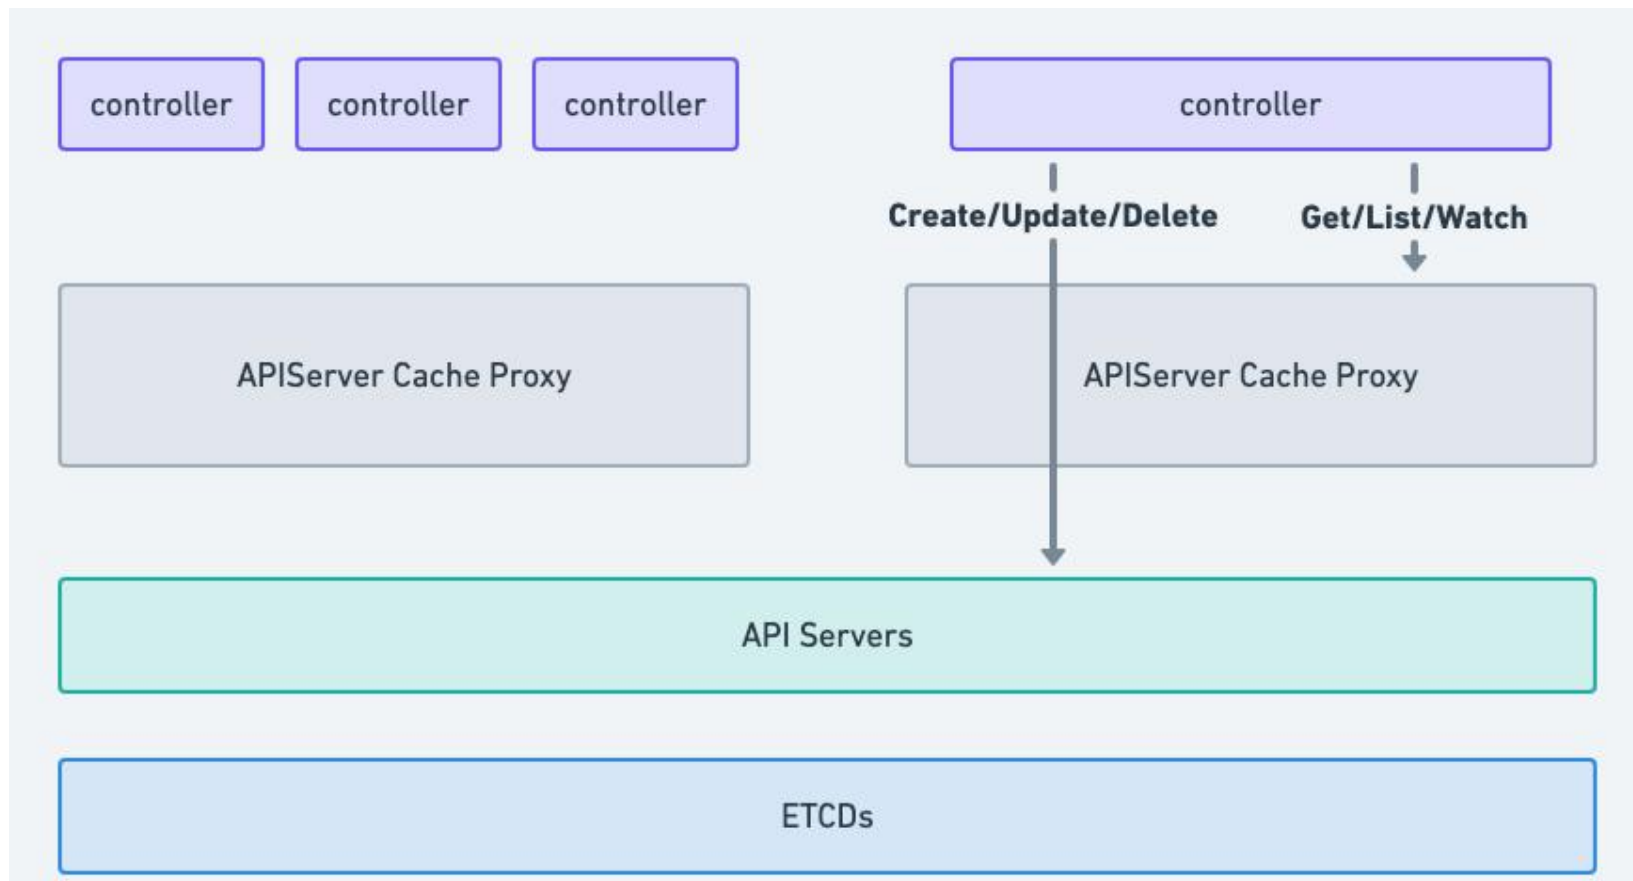 controller
controller
controller
controller
Create/Update/Delete
Get/List/Watch
APIServer Cache Proxy
APIServer Cache Proxy
API Servers
ETCDs